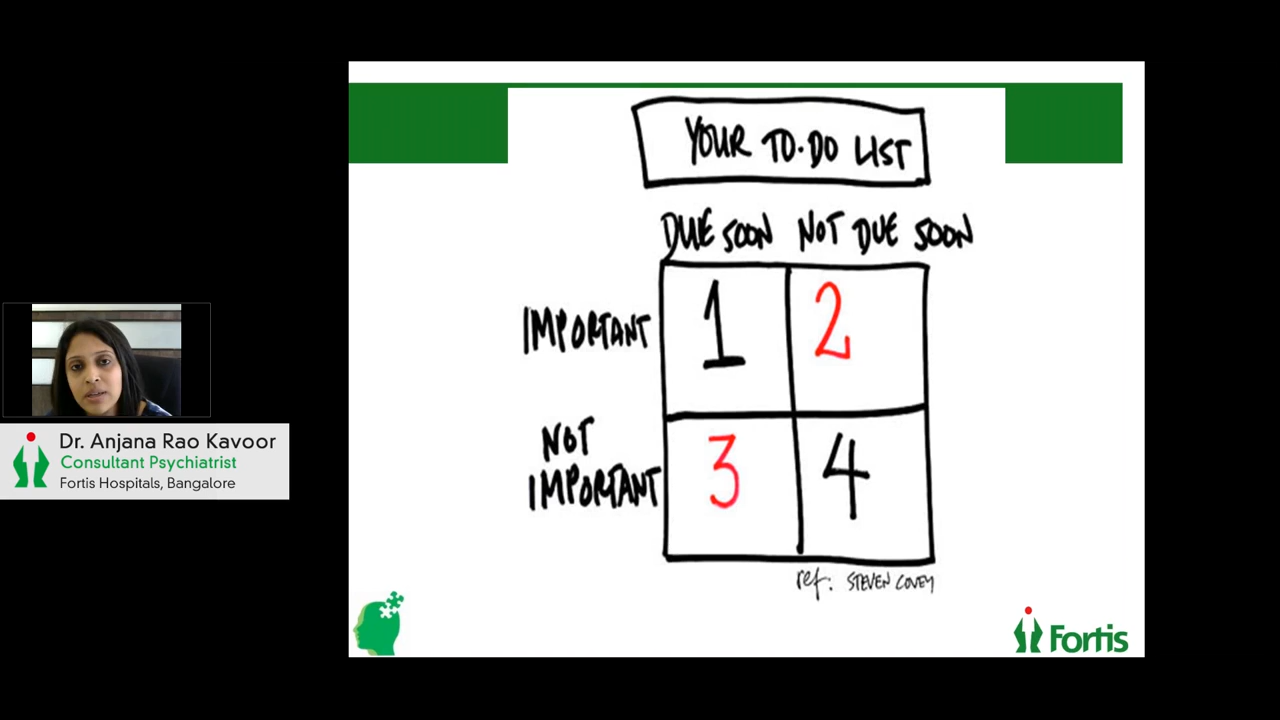 YOUR TO-DO LIST
DUE SOON NOT DUE SOON
IMPORTANT
1 2
NOT
IMPORTANT
3 4
ref: STEVEN COVEY
Dr. Anjana Rao Kavoor
Consultant Psychiatrist
Fortis Hospitals, Bangalore
Fortis